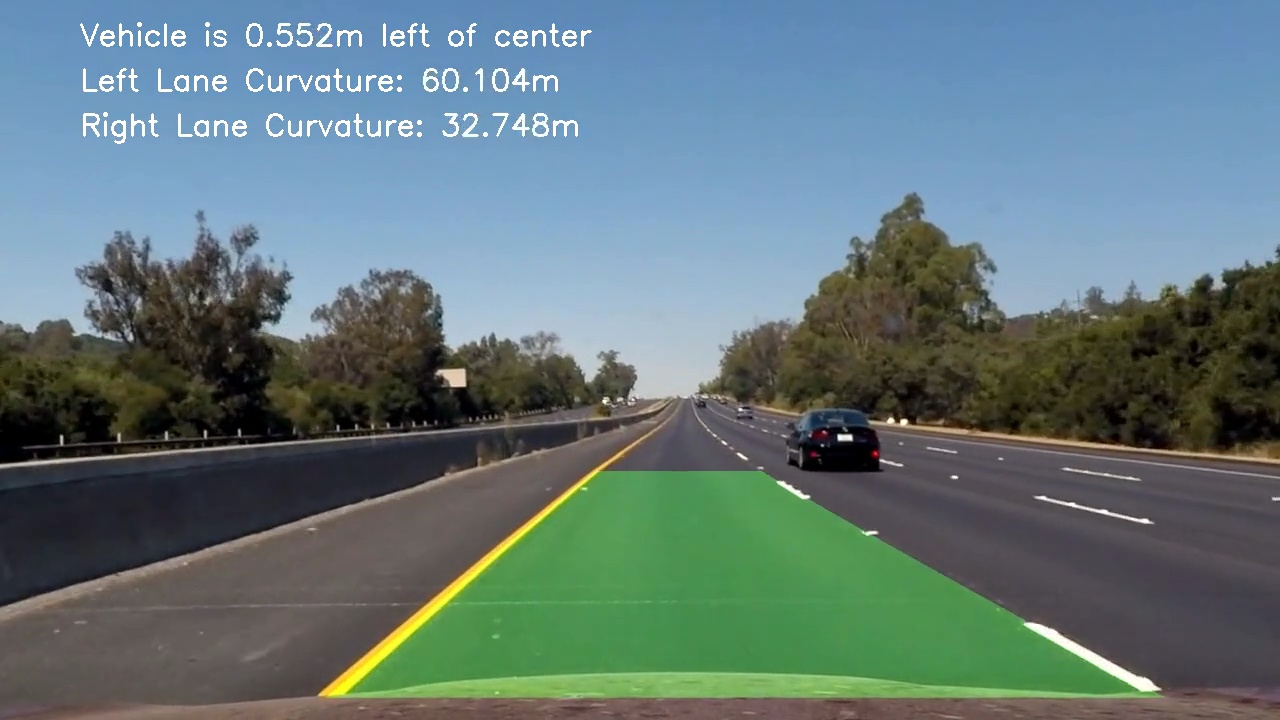 Vehicle is 0.552m left of center
Left Lane Curvature: 60.104m
Right Lane Curvature: 32.748m